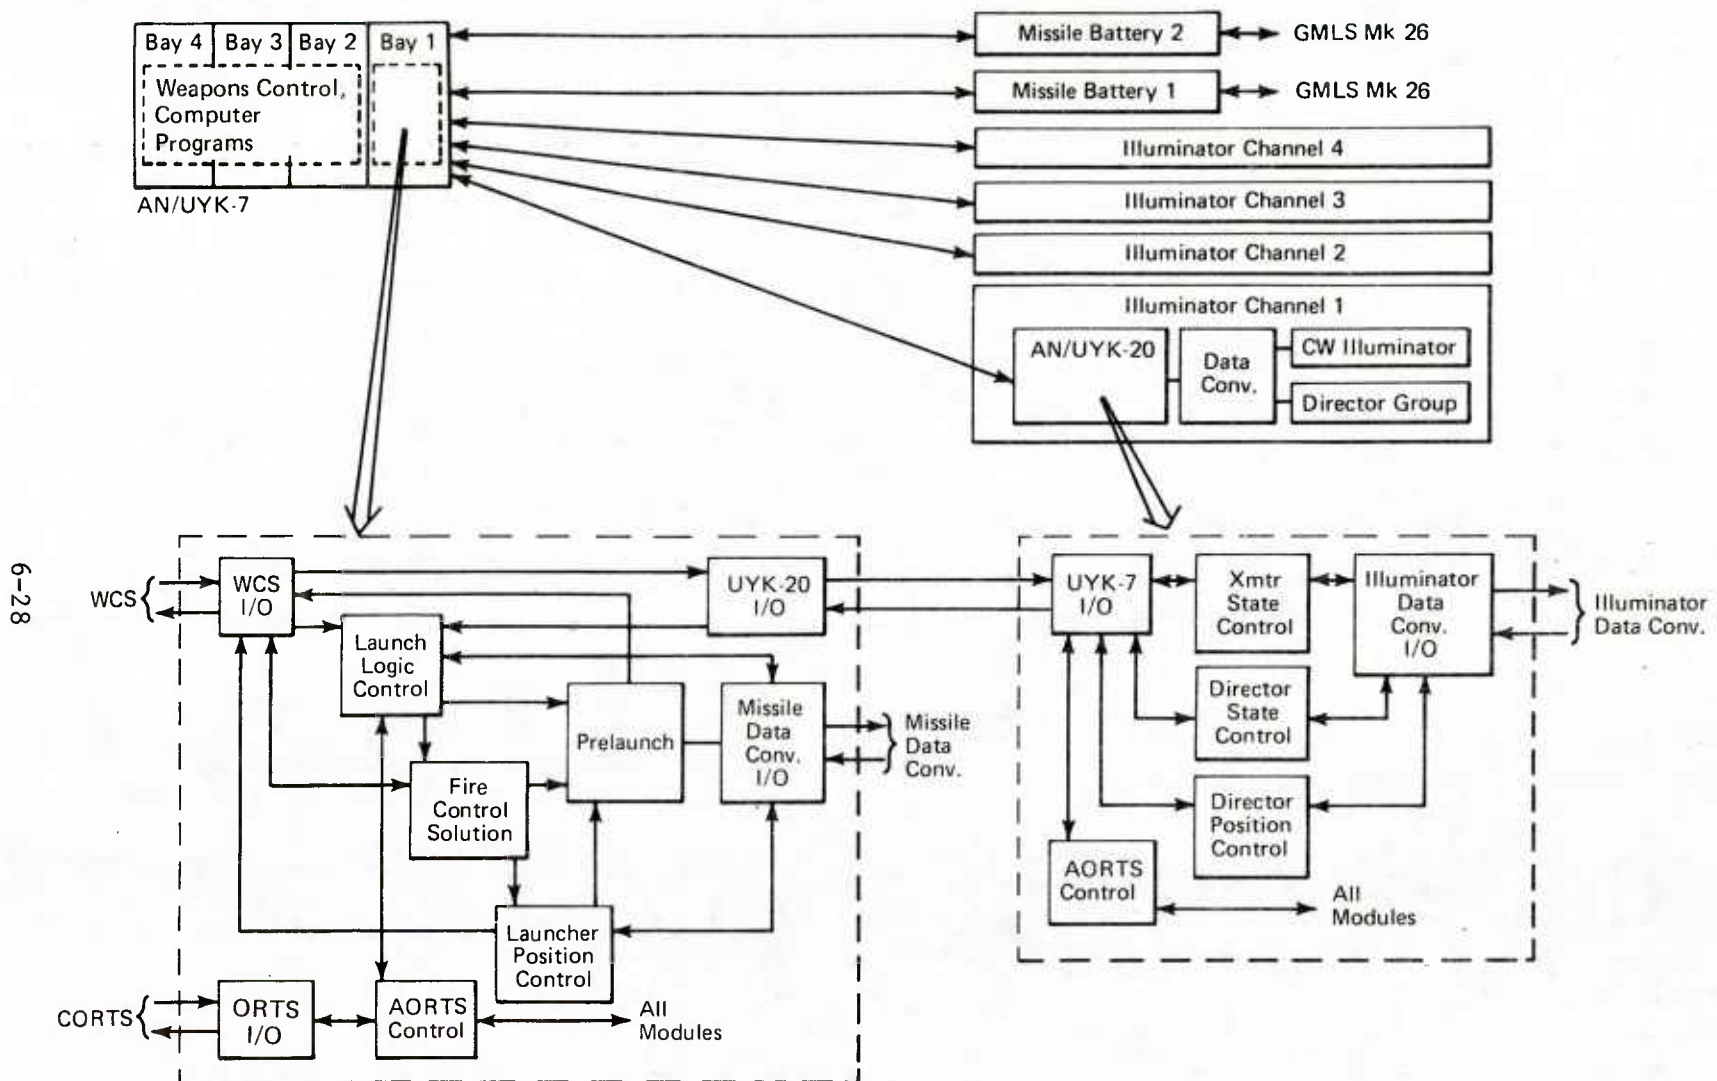 Bay 4 Bay 3 Bay 2 Bay 1
Weapons Control,
Computer
Programs
AN/UYK-7
Missile Battery 2
GMLS Mk 26
Missile Battery 1
GMLS Mk 26
Illuminator Channel 4
Illuminator Channel 3
Illuminator Channel 2
Illuminator Channel 1
AN/UYK-20
Data
Conv.
CW Illuminator
Director Group
6-28
WCS
WCS
I/O
UYK-20
I/O
Launch
Logic
Control
Prelaunch
Missile
Data
Conv.
I/O
Missile
Data
Conv.
Fire
Control
Solution
Launcher
Position
Control
CORTS
ORTS
I/O
AORTS
Control
All
Modules
UYK-7
I/O
Xmtr
State
Control
Illuminator
Data
Conv.
I/O
Illuminator
Data Conv.
Director
State
Control
Director
Position
Control
AORTS
Control
All
Modules